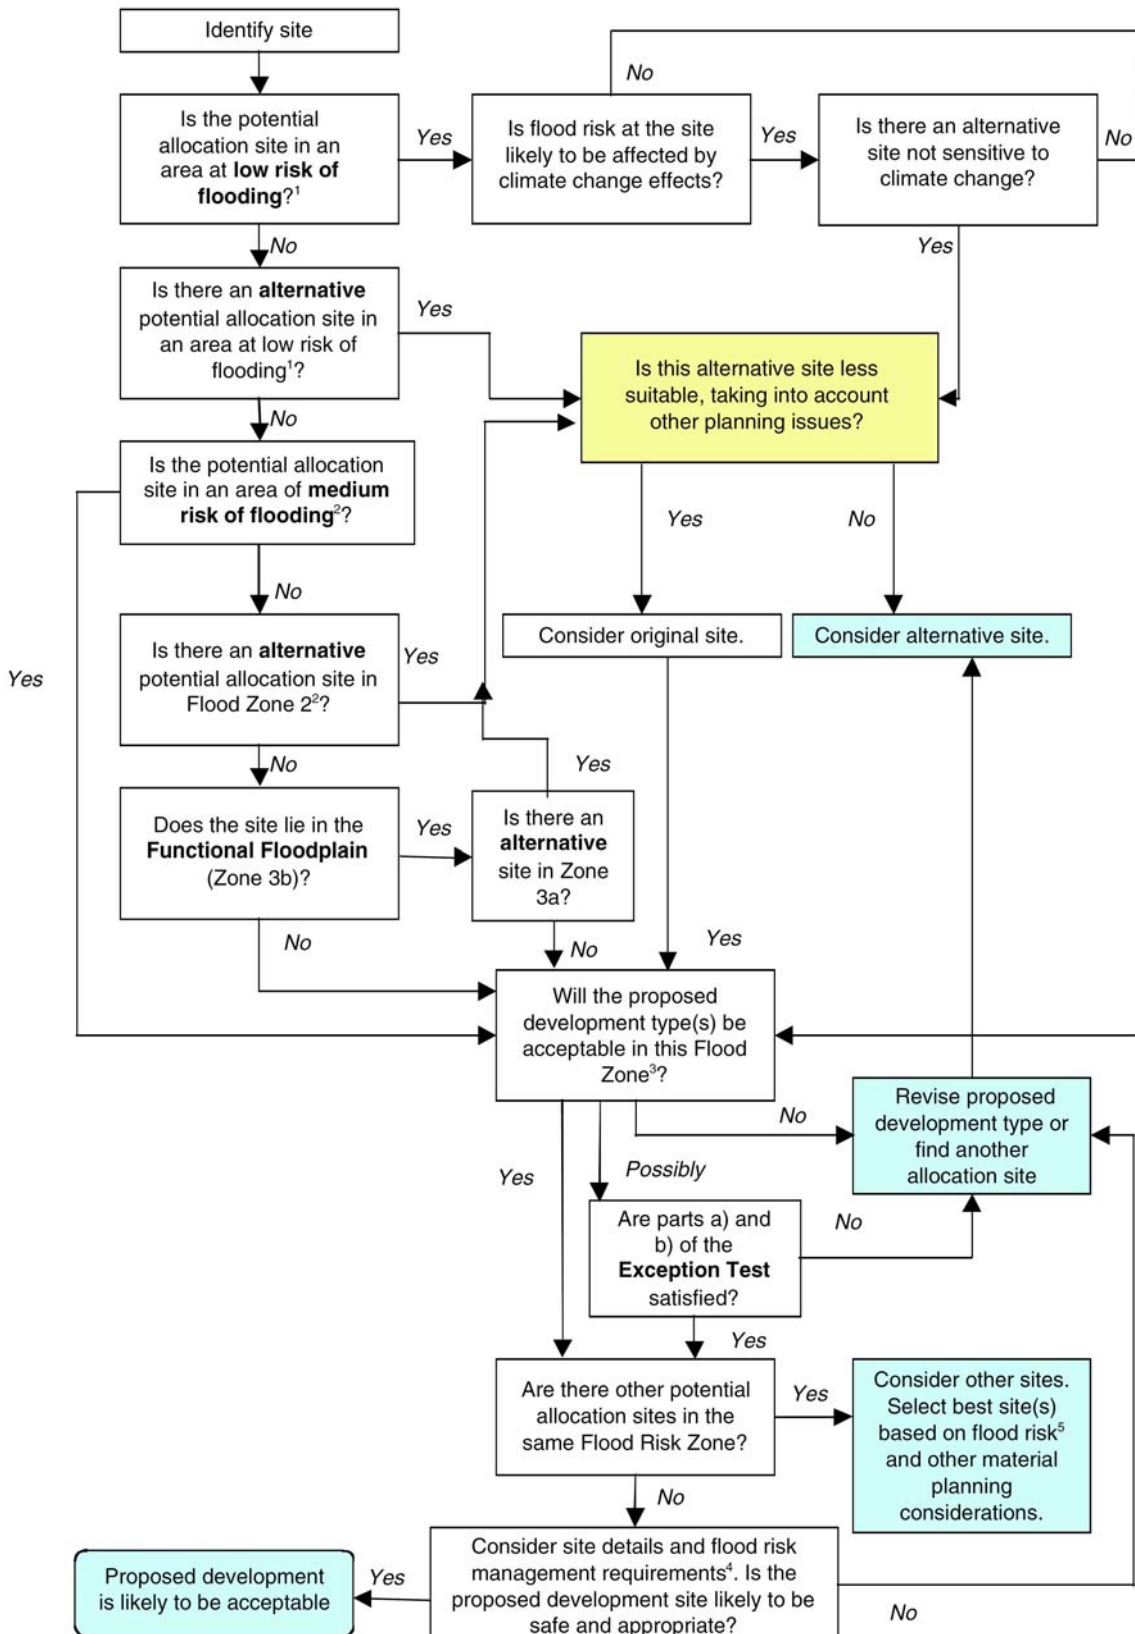 Identify site
No
Is the potential
allocation site in an
area at low risk of
flooding?¹
Yes
Is flood risk at the site
likely to be affected by
climate change effects?
Yes
Is there an alternative
site not sensitive to
climate change?
No
No
Yes
Is there an alternative
potential allocation site in
an area at low risk of
flooding¹?
Yes
Is this alternative site less
suitable, taking into account
other planning issues?
No
Is the potential allocation
site in an area of medium
risk of flooding²?
Yes
No
No
Consider original site.
Consider alternative site.
Is there an alternative
potential allocation site in
Flood Zone 2²?
Yes
Yes
No
Yes
Does the site lie in the
Functional Floodplain
(Zone 3b)?
Yes
Is there an
alternative
site in Zone
3a?
No
No
Yes
Will the proposed
development type(s) be
acceptable in this Flood
Zone³?
No
Revise proposed
development type or
find another
allocation site
Yes
Possibly
Are parts a) and
b) of the
Exception Test
satisfied?
No
Yes
Are there other potential
allocation sites in the
same Flood Risk Zone?
Yes
Consider other sites.
Select best site(s)
based on flood risk⁵
and other material
planning
considerations.
No
Consider site details and flood risk
management requirements⁴. Is the
proposed development site likely to be
safe and appropriate?
Yes
Proposed development
is likely to be acceptable
No